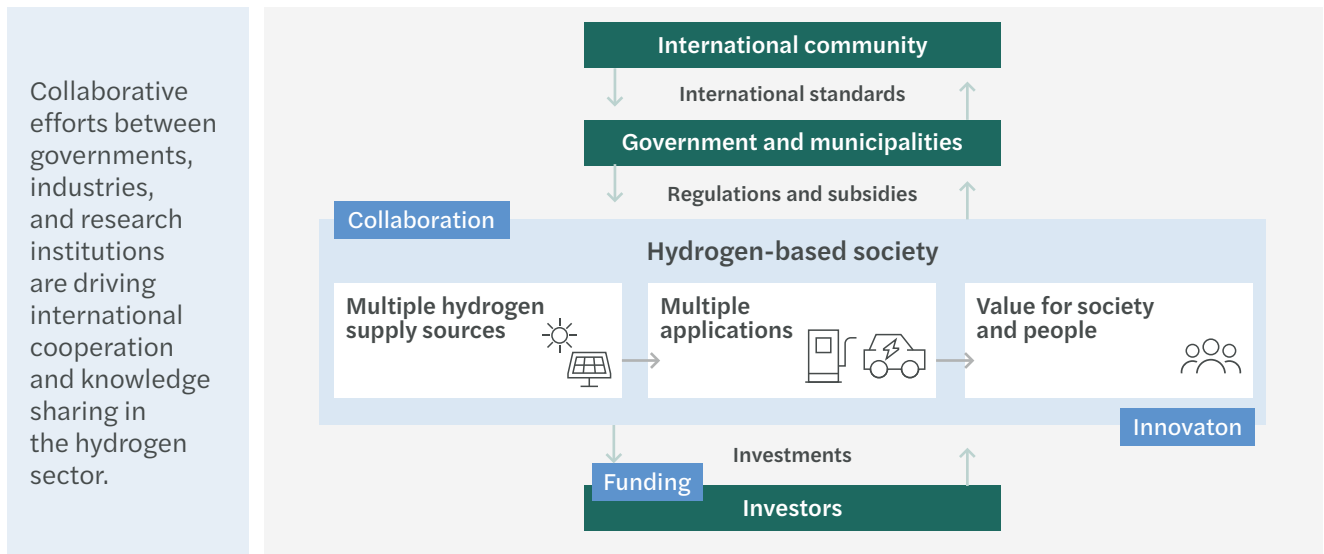 Collaborative
efforts between
governments,
industries,
and research
institutions
are driving
international
cooperation
and knowledge
sharing in
the hydrogen
sector.
International community
International standards
Government and municipalities
Regulations and subsidies
Collaboration
Hydrogen-based society
Multiple hydrogen
supply sources
Multiple
applications
Value for society
and people
Innovaton
Investments
Funding
Investors